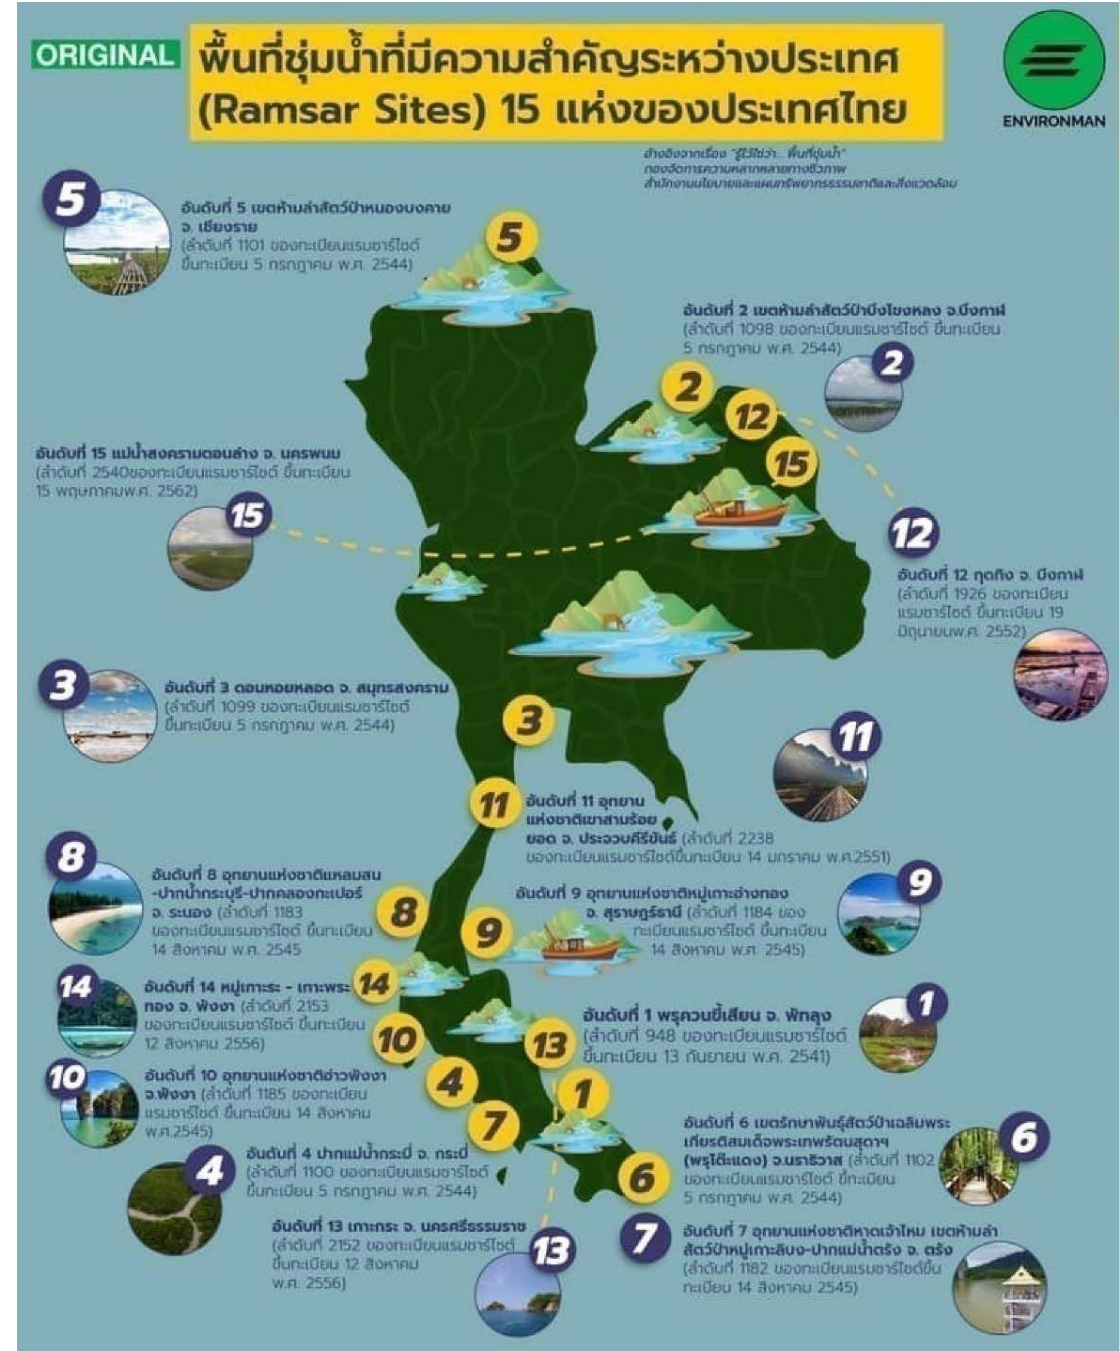 ORIGINAL
พื้นที่ชุ่มน้ำที่มีความสำคัญระหว่างประเทศ
(Ramsar Sites) 15 แห่งของประเทศไทย
ENVIRONMAN
อ้างอิงจากเรื่อง "รู้ไว้ใช่ว่า.. พื้นที่ชุ่มน้ำ"
กองจัดการความหลากหลายทางชีวภาพ
สำนักงานนโยบายและแผนทรัพยากรธรรมชาติและสิ่งแวดล้อม
5
อันดับที่ 5 เขตห้ามล่าสัตว์ป่าหนองบงคาย
จ. เชียงราย
(ลำดับที่ 1101 ของทะเบียนแรมซาร์ไซต์
ขึ้นทะเบียน 5 กรกฎาคม พ.ศ. 2544)
5
อันดับที่ 2 เขตห้ามล่าสัตว์ป่าบึงโขงหลง จ.บึงกาฬ
(ลำดับที่ 1098 ของทะเบียนแรมซาร์ไซต์ ขึ้นทะเบียน
5 กรกฎาคม พ.ศ. 2544)
2
2
12
15
อันดับที่ 15 แม่น้ำสงครามตอนล่าง จ. นครพนม
(ลำดับที่ 2540ของทะเบียนแรมซาร์ไซต์ ขึ้นทะเบียน
15 พฤษภาคมพ.ศ. 2562)
15
12
อันดับที่ 12 กุดทิง จ. บึงกาฬ
(ลำดับที่ 1926 ของทะเบียน
แรมซาร์ไซต์ ขึ้นทะเบียน 19
มิถุนายนพ.ศ. 2552)
3
อันดับที่ 3 ดอนหอยหลอด จ. สมุทรสงคราม
(ลำดับที่ 1099 ของทะเบียนแรมซาร์ไซต์
ขึ้นทะเบียน 5 กรกฎาคม พ.ศ. 2544)
3
11
11
อันดับที่ 11 อุทยาน
แห่งชาติเขาสามร้อย
ยอด จ. ประจวบคีรีขันธ์ (ลำดับที่ 2238
ของทะเบียนแรมซาร์ไซต์ขึ้นทะเบียน 14 มกราคม พ.ศ.2551)
8
อันดับที่ 8 อุทยานแห่งชาติแหลมสน
-ปากน้ำกระบุรี-ปากคลองกะเปอร์
จ. ระนอง (ลำดับที่ 1183
ของทะเบียนแรมซาร์ไซต์ ขึ้นทะเบียน
14 สิงหาคม พ.ศ. 2545
8
9
อันดับที่ 9 อุทยานแห่งชาติหมู่เกาะอ่างทอง
จ. สุราษฎร์ธานี (ลำดับที่ 1184 ของ
ทะเบียนแรมซาร์ไซต์ ขึ้นทะเบียน
14 สิงหาคม พ.ศ. 2545)
9
14
อันดับที่ 14 หมู่เกาะระ - เกาะพระ
ทอง จ. พังงา (ลำดับที่ 2153
ของทะเบียนแรมซาร์ไซต์ ขึ้นทะเบียน
12 สิงหาคม 2556)
14
10
13
อันดับที่ 1 พรุควนขี้เสียน จ. พัทลุง
(ลำดับที่ 948 ของทะเบียนแรมซาร์ไซต์
ขึ้นทะเบียน 13 กันยายน พ.ศ. 2541)
1
10
อันดับที่ 10 อุทยานแห่งชาติอ่าวพังงา
จ.พังงา (ลำดับที่ 1185 ของทะเบียน
แรมซาร์ไซต์ ขึ้นทะเบียน 14 สิงหาคม
พ.ศ.2545)
4
1
7
6
4
อันดับที่ 4 ปากแม่น้ำกระบี่ จ. กระบี่
(ลำดับที่ 1100 ของทะเบียนแรมซาร์ไซต์
ขึ้นทะเบียน 5 กรกฎาคม พ.ศ. 2544)
อันดับที่ 6 เขตรักษาพันธุ์สัตว์ป่าเฉลิมพระ
เกียรติสมเด็จพระเทพรัตนสุดาฯ
(พรุโต๊ะแดง) จ.นราธิวาส (ลำดับที่ 1102
ของทะเบียนแรมซาร์ไซต์ ขึ้ทะเบียน
5 กรกฎาคม พ.ศ. 2544)
6
อันดับที่ 13 เกาะกระ จ. นครศรีธรรมราช
(ลำดับที่ 2152 ของทะเบียนแรมซาร์ไซต์
ขึ้นทะเบียน 12 สิงหาคม
พ.ศ. 2556)
13
7
อันดับที่ 7 อุทยานแห่งชาติหาดเจ้าไหม เขตห้ามล่า
สัตว์ป่าหมู่เกาะลิบง-ปากแม่น้ำตรัง จ. ตรัง
(ลำดับที่ 1182 ของทะเบียนแรมซาร์ไซต์ขึ้น
ทะเบียน 14 สิงหาคม 2545)